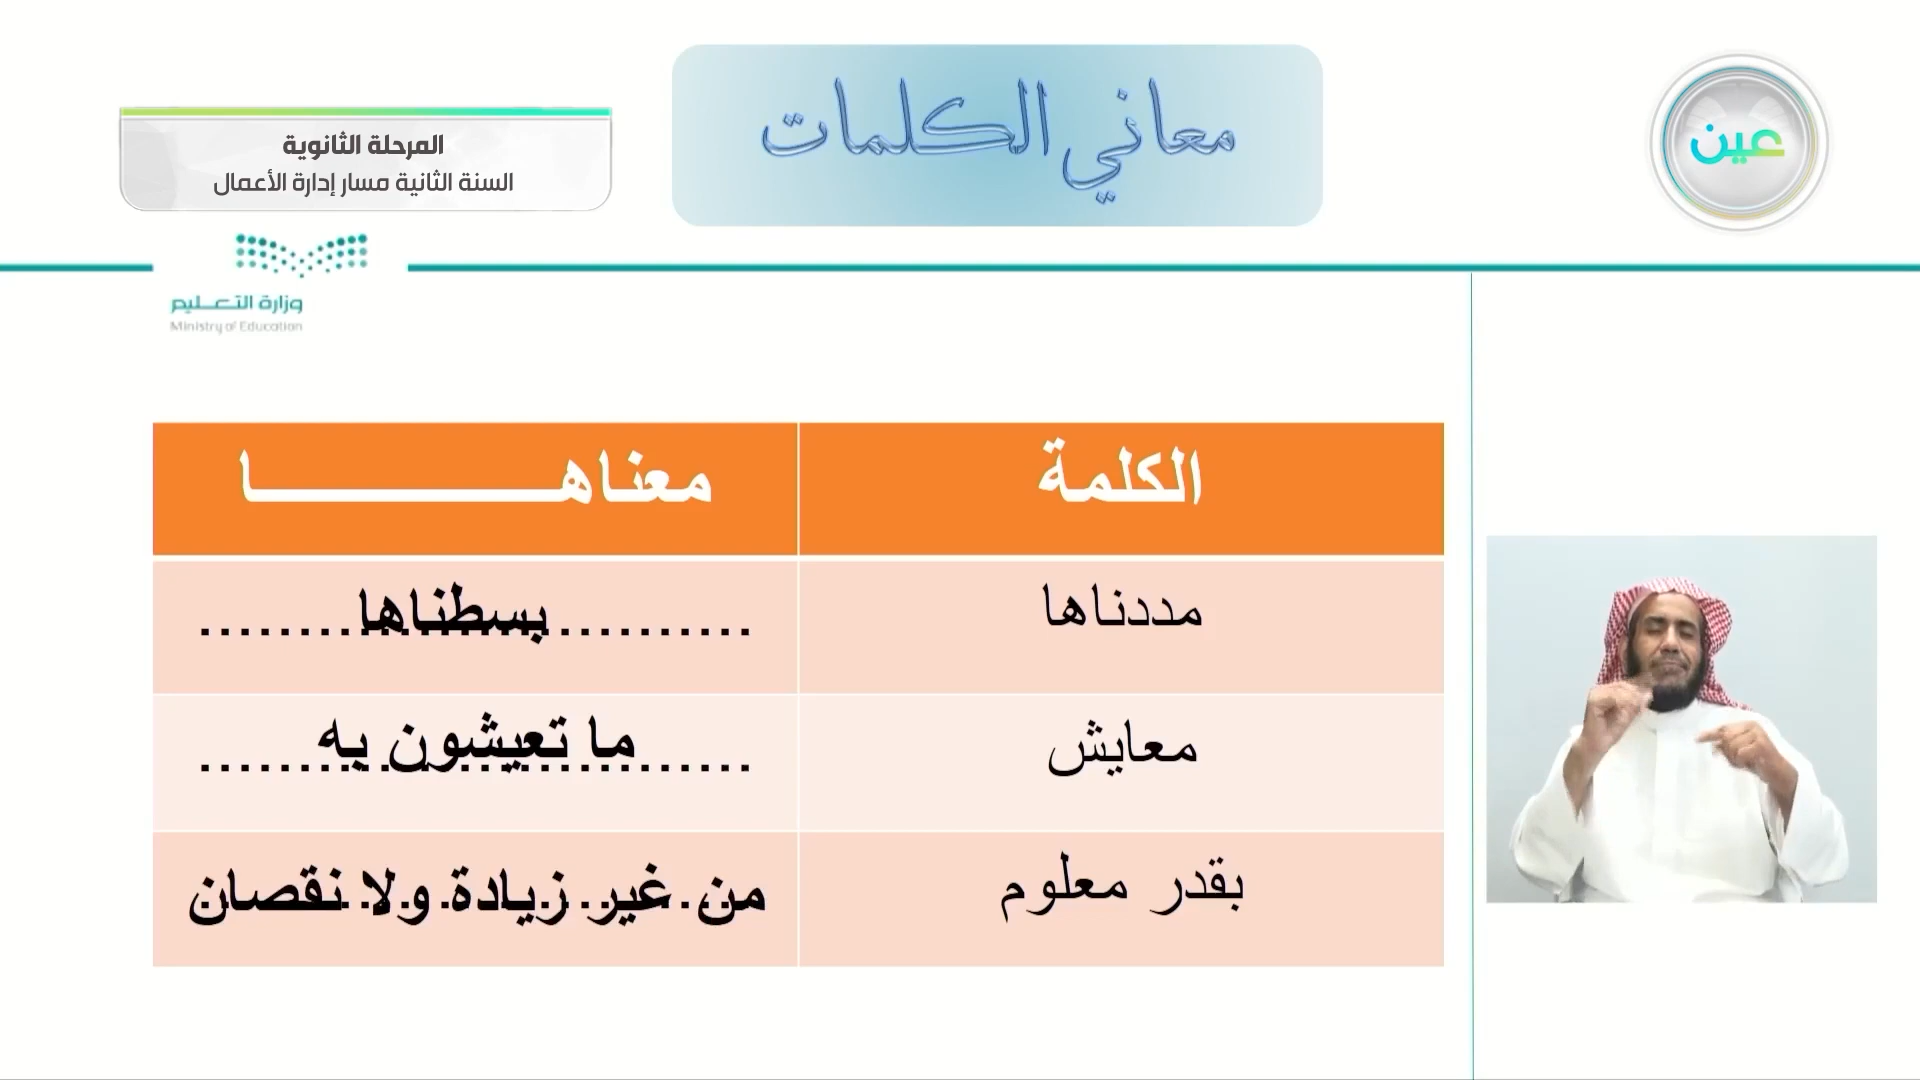 معاني الكلمات
عين
المرحلة الثانوية
السنة الثانية مسار إدارة الأعمال
وزارة التعليم
Ministry of Education
الكلمة معناها
مددناها بسطناها
معايش ما تعيشون به
بقدر معلوم من غير زيادة ولا نقصان